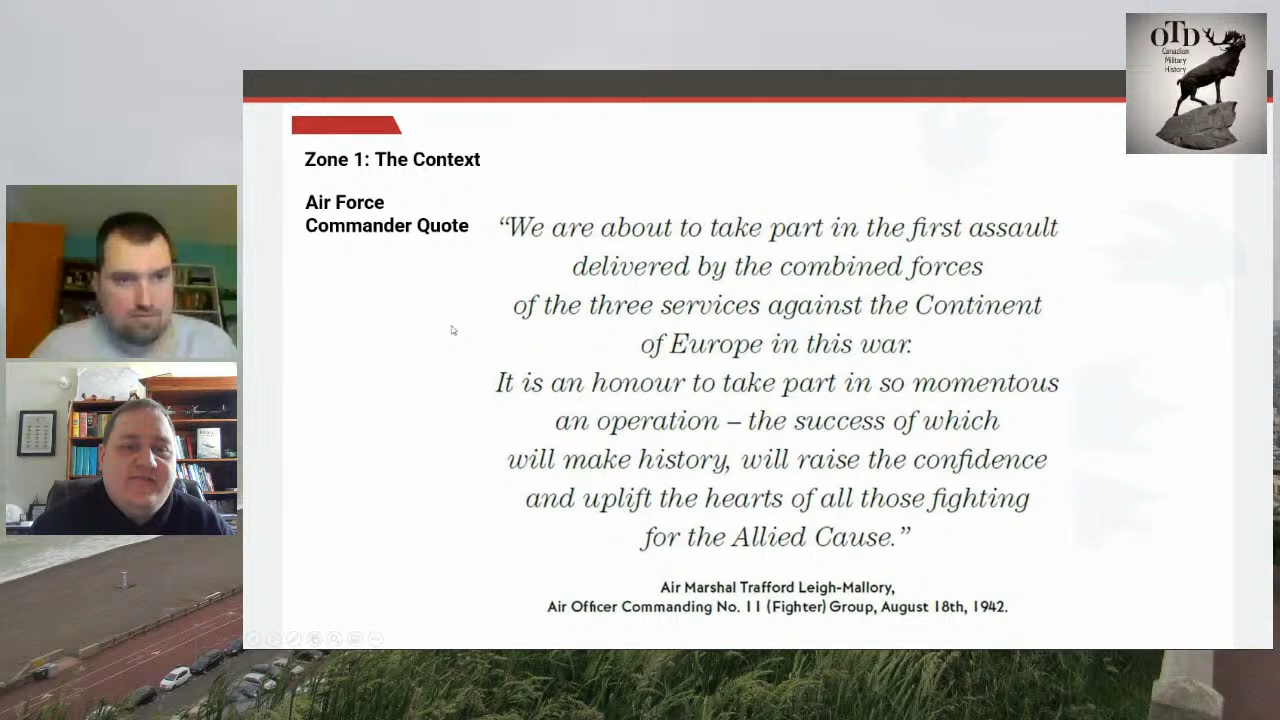 OTD
Canadian
Military
History
Zone 1: The Context
Air Force
Commander Quote
“We are about to take part in the first assault
delivered by the combined forces
of the three services against the Continent
of Europe in this war.
It is an honour to take part in so momentous
an operation – the success of which
will make history, will raise the confidence
and uplift the hearts of all those fighting
for the Allied Cause.”
Air Marshal Trafford Leigh-Mallory,
Air Officer Commanding No. 11 (Fighter) Group, August 18th, 1942.